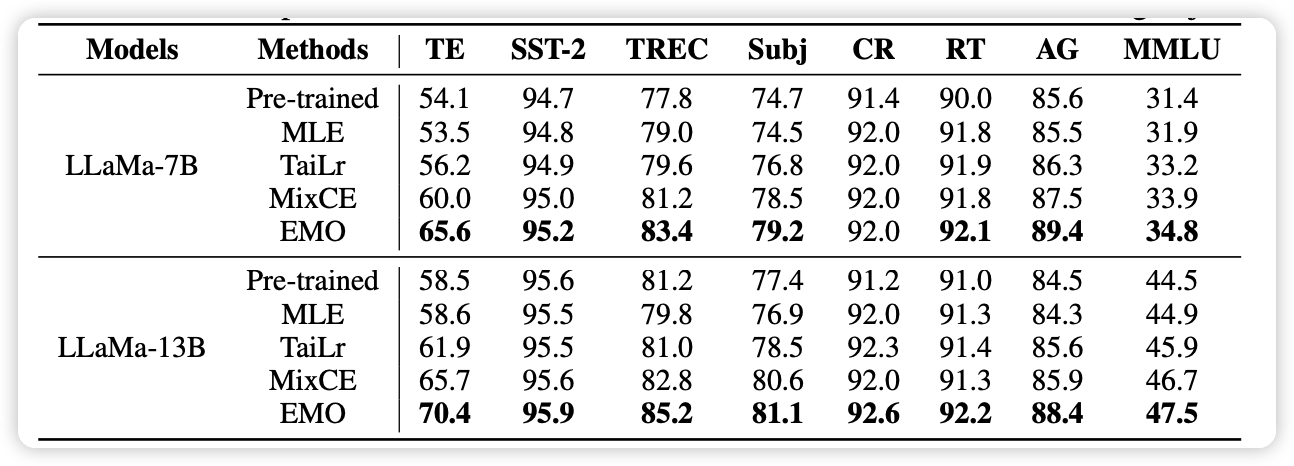 Models Methods TE SST-2 TREC Subj CR RT AG MMLU
Pre-trained 54.1 94.7 77.8 74.7 91.4 90.0 85.6 31.4
MLE 53.5 94.8 79.0 74.5 92.0 91.8 85.5 31.9
LLaMa-7B TaiLr 56.2 94.9 79.6 76.8 92.0 91.9 86.3 33.2
MixCE 60.0 95.0 81.2 78.5 92.0 91.8 87.5 33.9
EMO 65.6 95.2 83.4 79.2 92.0 92.1 89.4 34.8
Pre-trained 58.5 95.6 81.2 77.4 91.2 91.0 84.5 44.5
MLE 58.6 95.5 79.8 76.9 92.0 91.3 84.3 44.9
LLaMa-13B TaiLr 61.9 95.5 81.0 78.5 92.3 91.4 85.6 45.9
MixCE 65.7 95.6 82.8 80.6 92.0 91.3 85.9 46.7
EMO 70.4 95.9 85.2 81.1 92.6 92.2 88.4 47.5